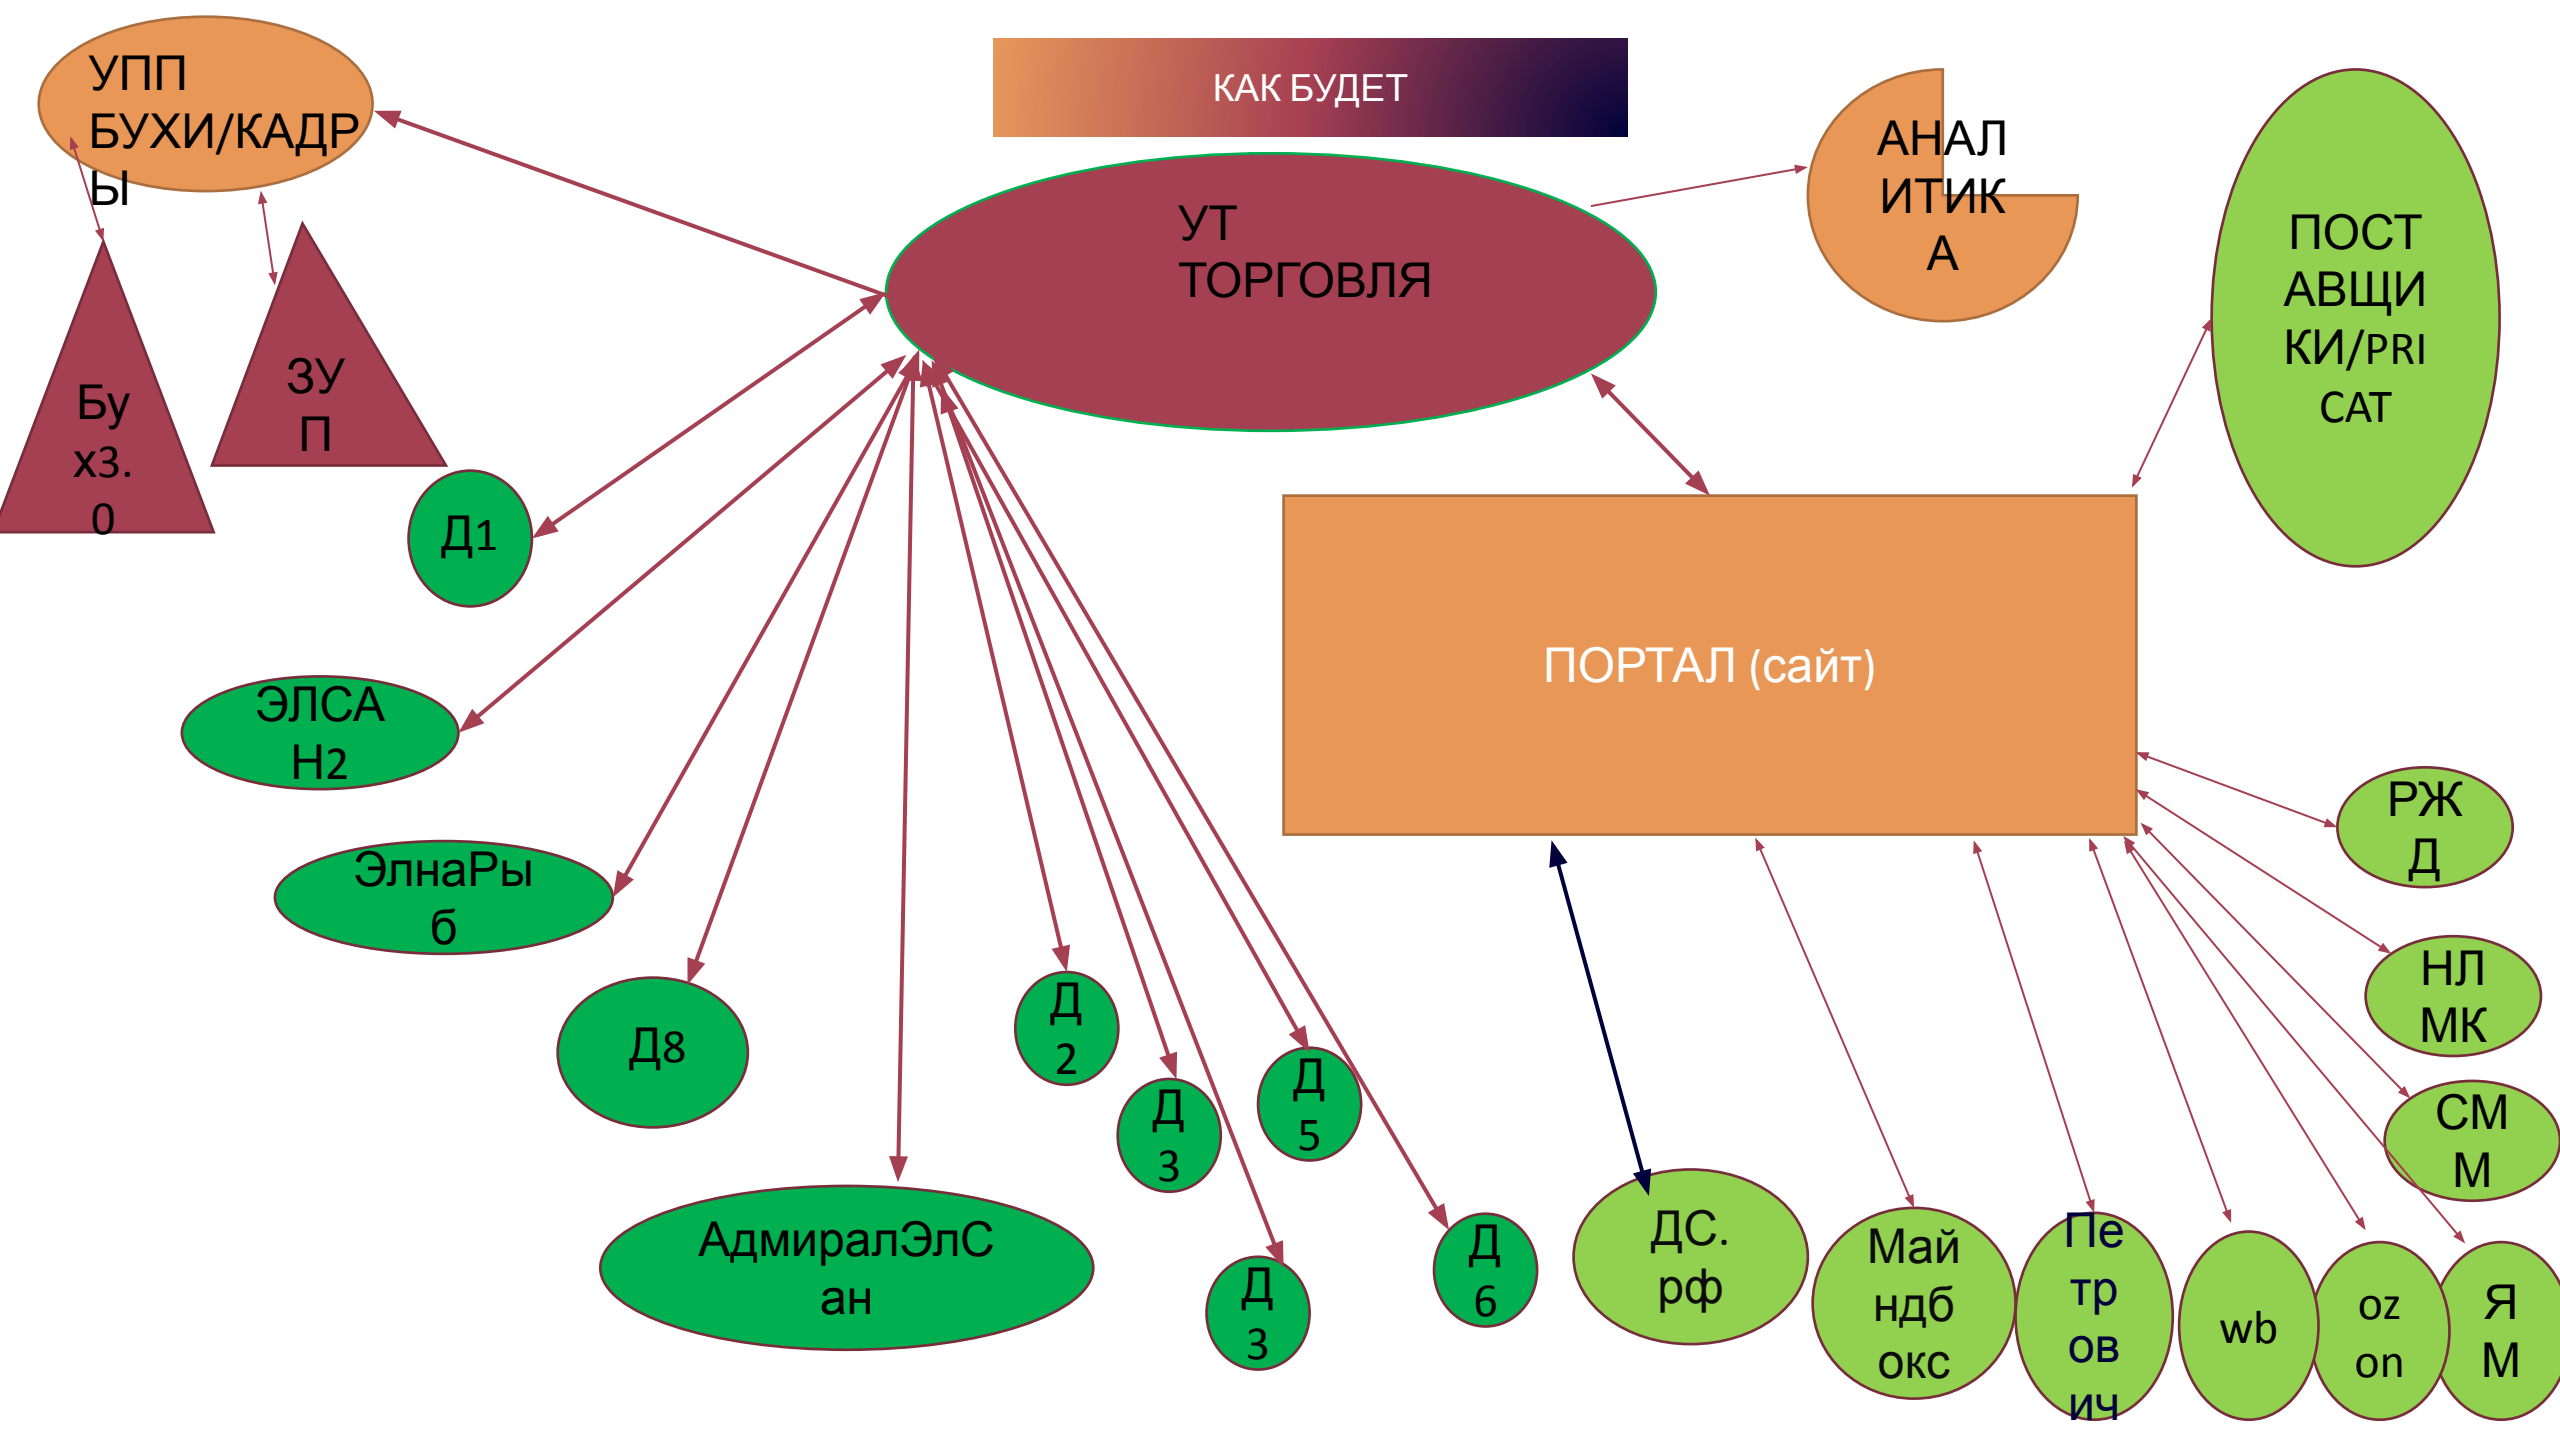 КАК БУДЕТ
УПП
БУХИ/КАДР
Ы
УТ
ТОРГОВЛЯ
АНАЛ
ИТИК
А
ПОСТ
АВЩИ
КИ/PRI
CAT
Бу
х3.
0
ЗУ
П
Д1
ЭЛСА
Н2
ЭлнаРы
б
Д8
АдмиралЭлС
ан
Д
2
Д
3
Д
3
Д
5
Д
6
ПОРТАЛ (сайт)
РЖ
Д
НЛ
МК
СМ
М
ДС.
рф
Май
ндб
окс
Пе
тр
ов
ич
wb
oz
on
Я
М